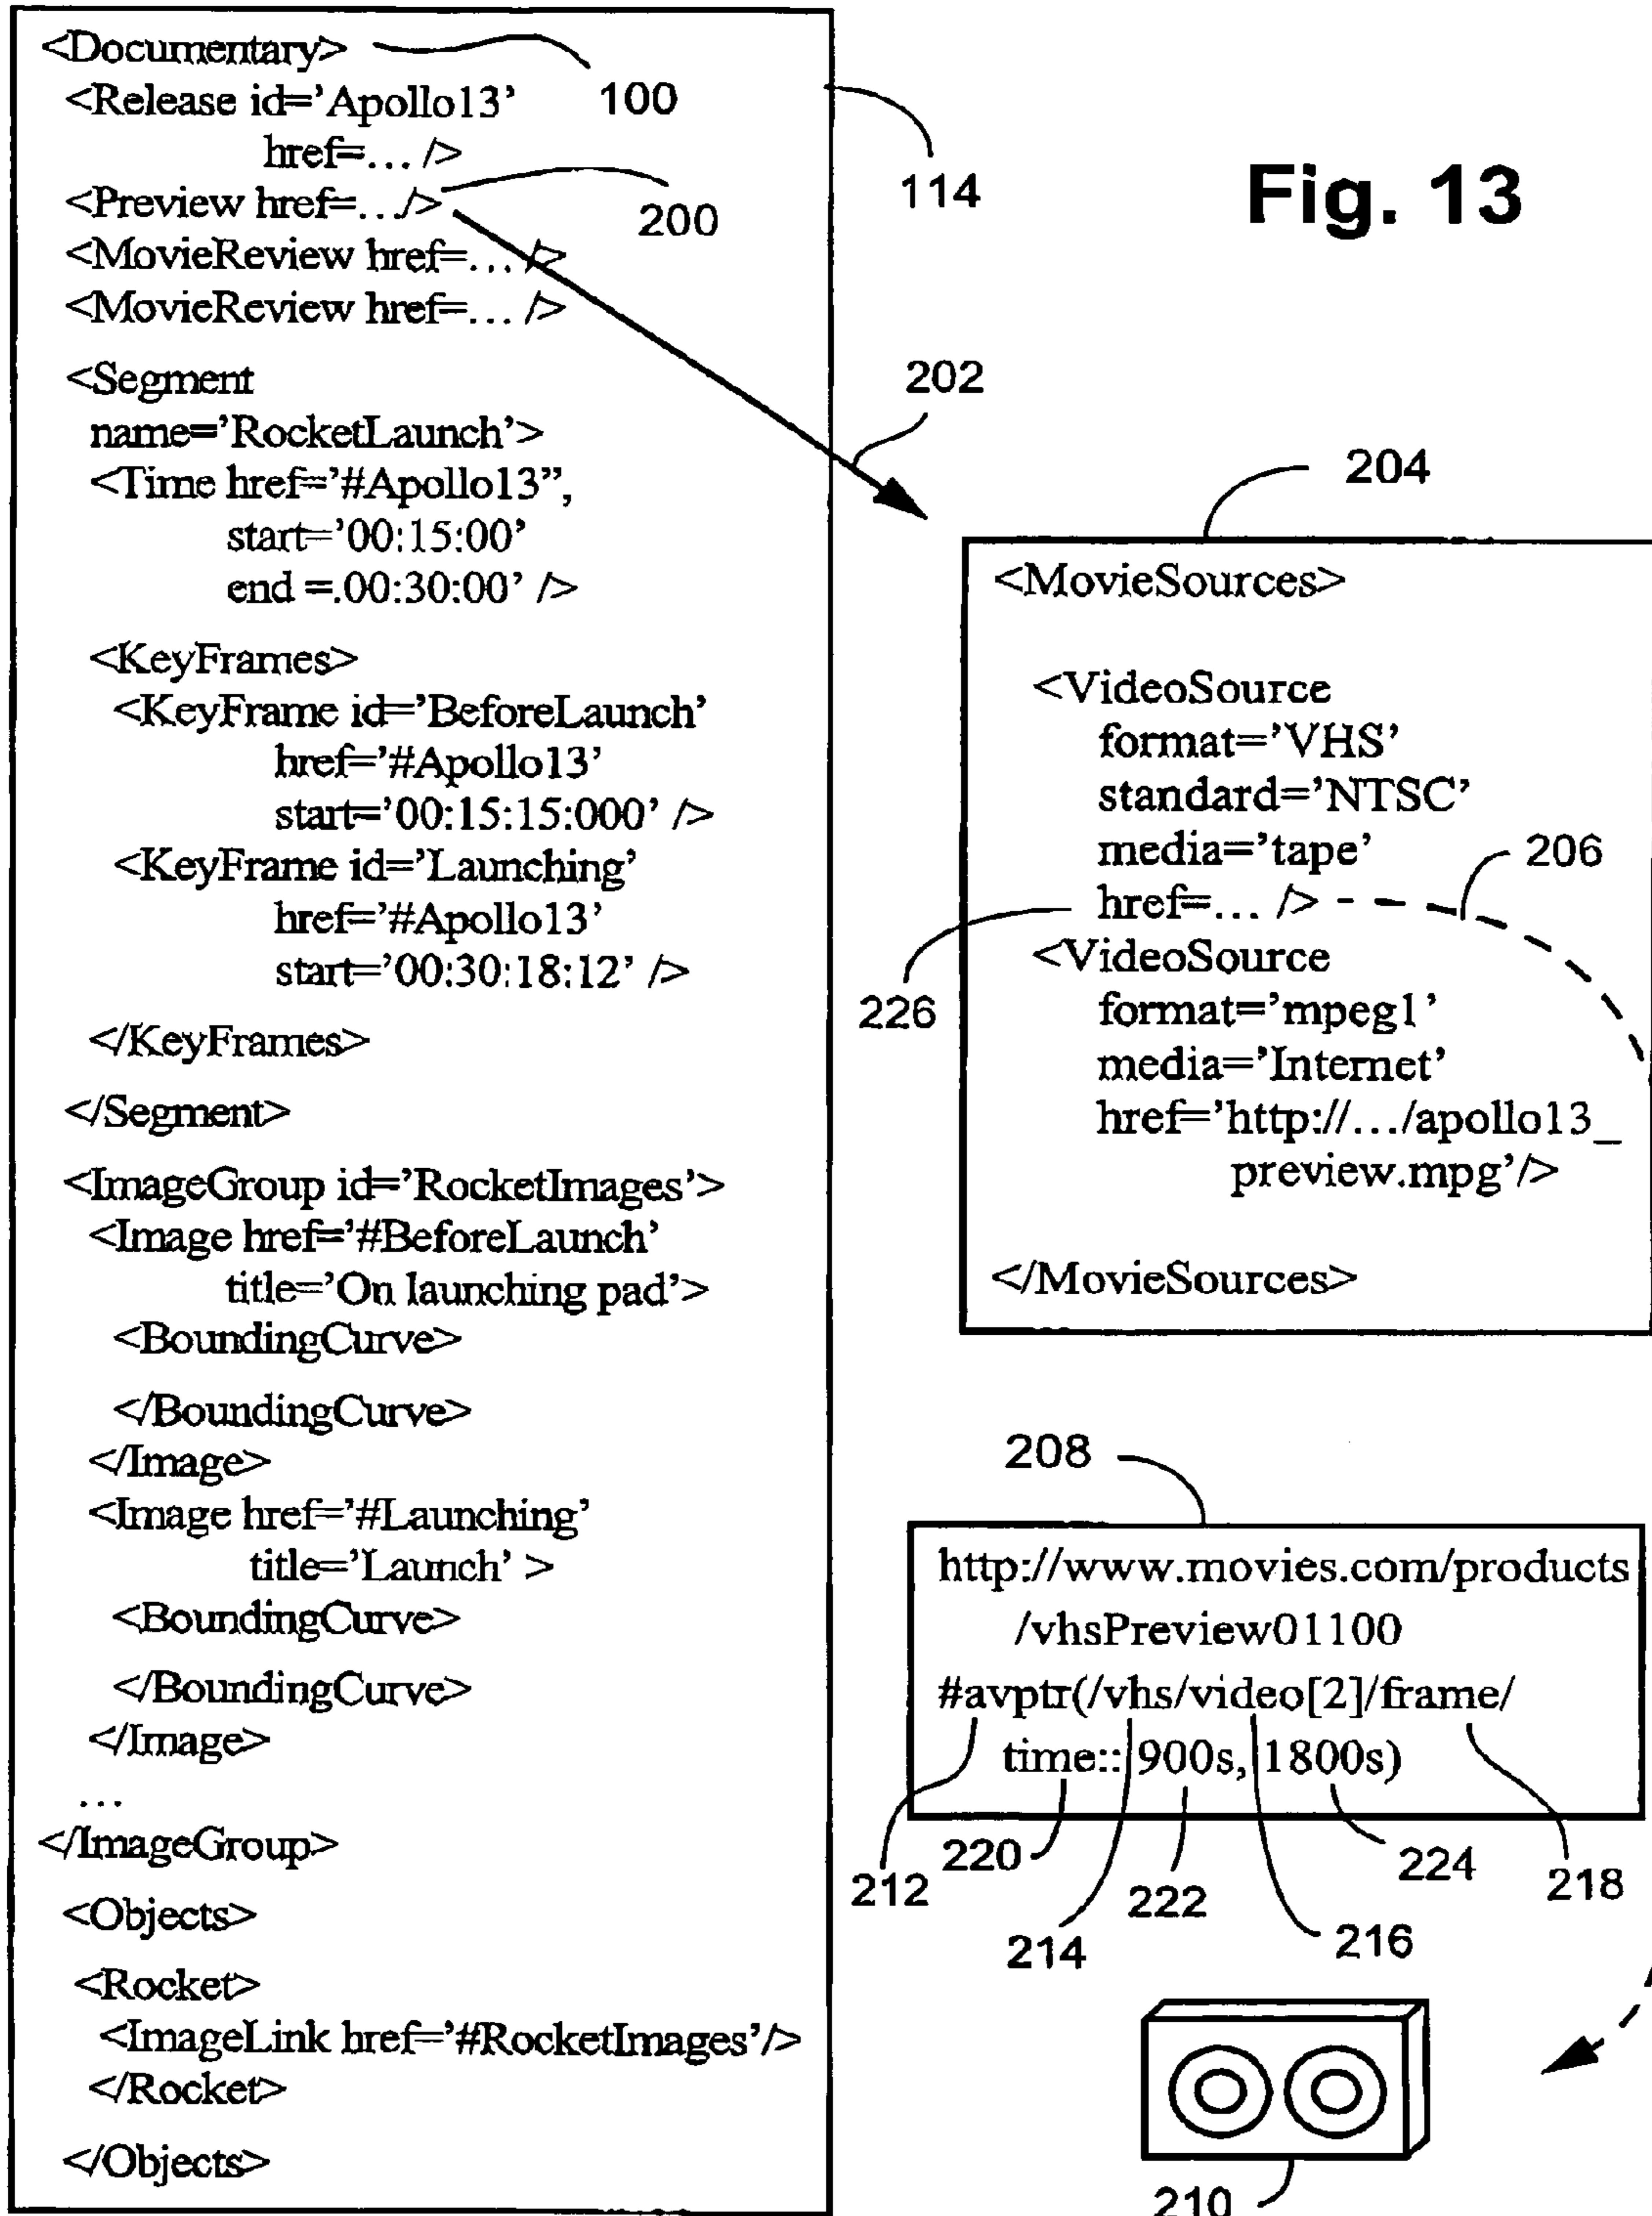 <Documentary>
100
<Release id=’Apollo13’
href=... />
<Preview href=.../>
200
<MovieReview href=... />
<MovieReview href=... />
<Segment
name=’RocketLaunch’>
<Time href=’#Apollo13”,
start=’00:15:00’
end =.00:30:00’ />
<KeyFrames>
<KeyFrame id=’BeforeLaunch’
href=’#Apollo13’
start=’00:15:15:000’ />
<KeyFrame id=’Launching’
href=’#Apollo13’
start=’00:30:18:12’ />
</KeyFrames>
</Segment>
<ImageGroup id=’RocketImages’>
<Image href=’#BeforeLaunch’
title=’On launching pad’>
<BoundingCurve>
</BoundingCurve>
</Image>
<Image href=’#Launching’
title=’Launch’ >
<BoundingCurve>
</BoundingCurve>
</Image>
...
</ImageGroup>
<Objects>
<Rocket>
<ImageLink href=’#RocketImages’/>
</Rocket>
</Objects>
114
Fig. 13
202
204
<MovieSources>
<VideoSource
format=’VHS’
standard=’NTSC’
media=’tape’
206
href=... />
226
<VideoSource
format=’mpeg1’
media=’Internet’
href=’http://.../apollo13_
preview.mpg’/>
</MovieSources>
208
http://www.movies.com/products
/vhsPreview01100
#avptr(/vhs/video[2]/frame/
time:: 900s, 1800s)
220
224
212
222
218
214
216
210